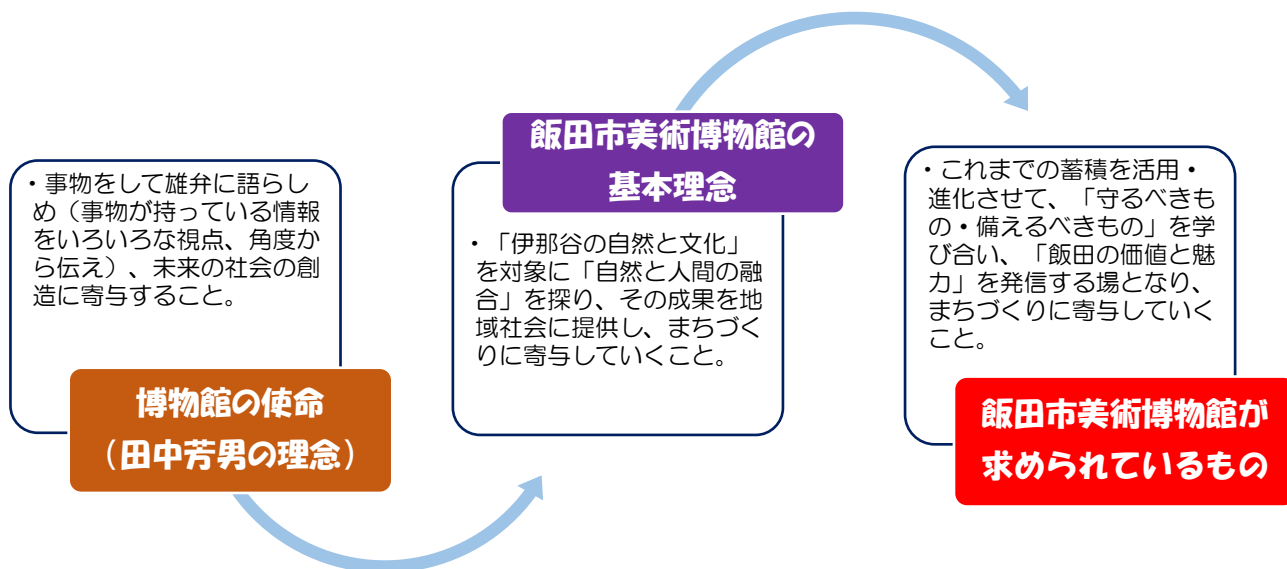 ・事物をして雄弁に語らし
め（事物が持っている情報
をいろいろな視点、角度か
ら伝え）、未来の社会の創
造に寄与すること。
博物館の使命
（田中芳男の理念）
飯田市美術博物館の
基本理念
・「伊那谷の自然と文化」
を対象に「自然と人間の融
合」を探り、その成果を地
域社会に提供し、まちづく
りに寄与していくこと。
・これまでの蓄積を活用・
進化させて、「守るべきも
の・備えるべきもの」を学
び合い、「飯田の価値と魅
力」を発信する場となり、
まちづくりに寄与していく
こと。
飯田市美術博物館が
求められているもの